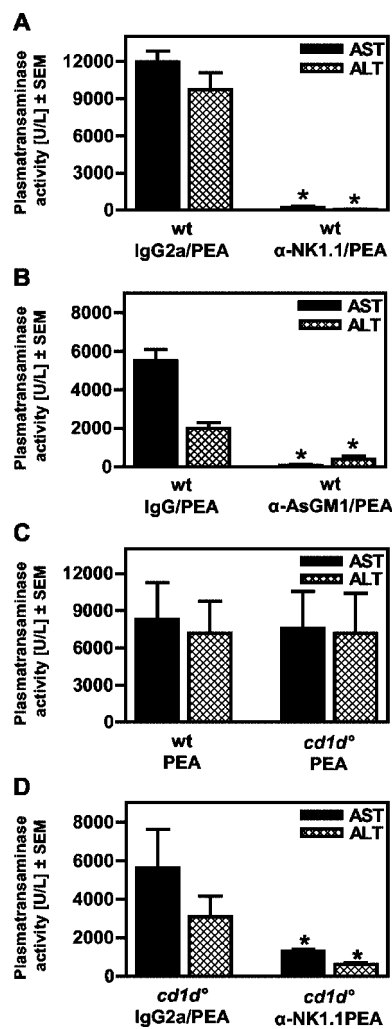 A
Plasmatransaminase
activity [U/L] ± SEM
12000
9000
6000
3000
0
AST
ALT
* *
wt wt
IgG2a/PEA α-NK1.1/PEA
B
Plasmatransaminase
activity [U/L] ± SEM
8000
6000
4000
2000
0
AST
ALT
* *
wt wt
IgG/PEA α-AsGM1/PEA
C
Plasmatransaminase
activity [U/L] ± SEM
12000
9000
6000
3000
0
AST
ALT
wt cd1d°
PEA PEA
D
Plasmatransaminase
activity [U/L] ± SEM
8000
6000
4000
2000
0
AST
ALT
* *
cd1d° cd1d°
IgG2a/PEA α-NK1.1PEA